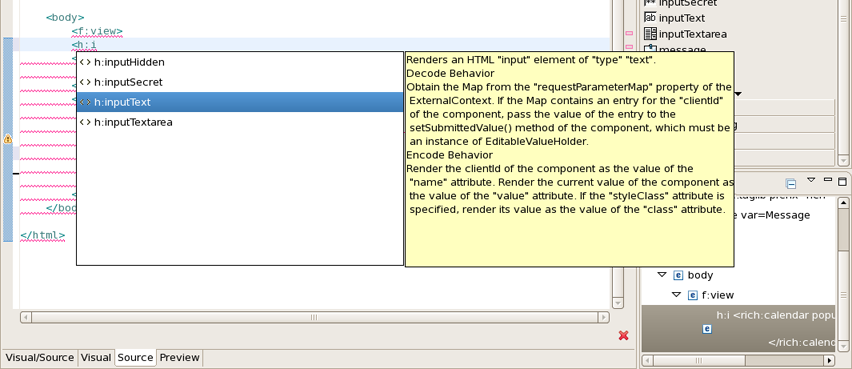 <body>
<f:view>
<h:i
h:inputHidden
h:inputSecret
h:inputText
h:inputTextarea
Renders an HTML "input" element of "type" "text".
Decode Behavior
Obtain the Map from the "requestParameterMap" property of the
ExternalContext. If the Map contains an entry for the "clientId"
of the component, pass the value of the entry to the
setSubmittedValue() method of the component, which must be
an instance of EditableValueHolder.
Encode Behavior
Render the clientId of the component as the value of the
"name" attribute. Render the current value of the component as
the value of the "value" attribute. If the "styleClass" attribute is
specified, render its value as the value of the "class" attribute.
</html>
Visual/Source Visual Source Preview
inputSecret
inputText
inputTextarea
message
var=Message
body
f:view
h:i <rich:calendar popu
</rich:calend